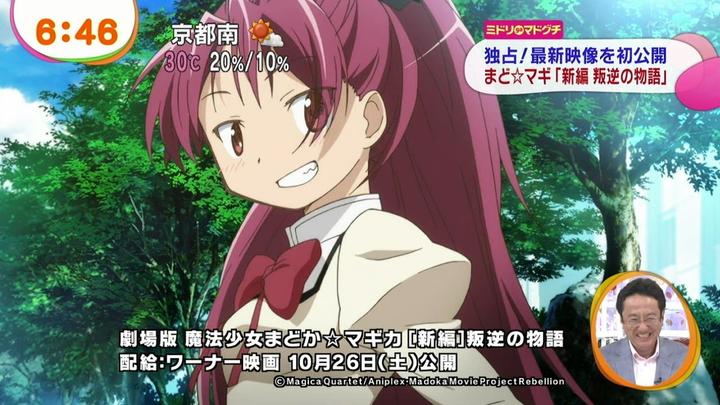 6:46
京都南
30℃ 20%/10%
ミドリのマドグチ
独占！最新映像を初公開
まど☆マギ「新編 叛逆の物語」
劇場版 魔法少女まどか☆マギカ [新編]叛逆の物語
配給：ワーナー映画 10月26日(土)公開
©Magica Quartet/Aniplex・Madoka Movie Project Rebellion